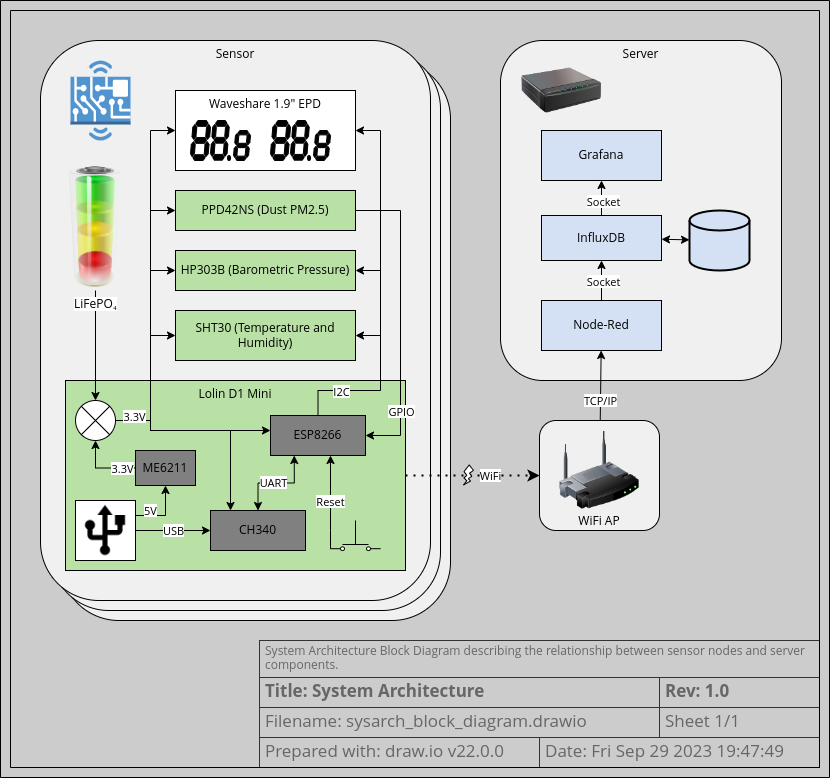 Sensor
Waveshare 1.9" EPD
88.8 88.8
PPD42NS (Dust PM2.5)
HP303B (Barometric Pressure)
SHT30 (Temperature and
Humidity)
LiFePO₄
Lolin D1 Mini
3.3V
I2C
GPIO
ESP8266
ME6211
3.3V
UART
Reset
5V
USB
CH340
WiFi
Server
Grafana
Socket
InfluxDB
Socket
Node-Red
TCP/IP
WiFi AP
System Architecture Block Diagram describing the relationship between sensor nodes and server
components.
Title: System Architecture
Rev: 1.0
Filename: sysarch_block_diagram.drawio
Sheet 1/1
Prepared with: draw.io v22.0.0
Date: Fri Sep 29 2023 19:47:49